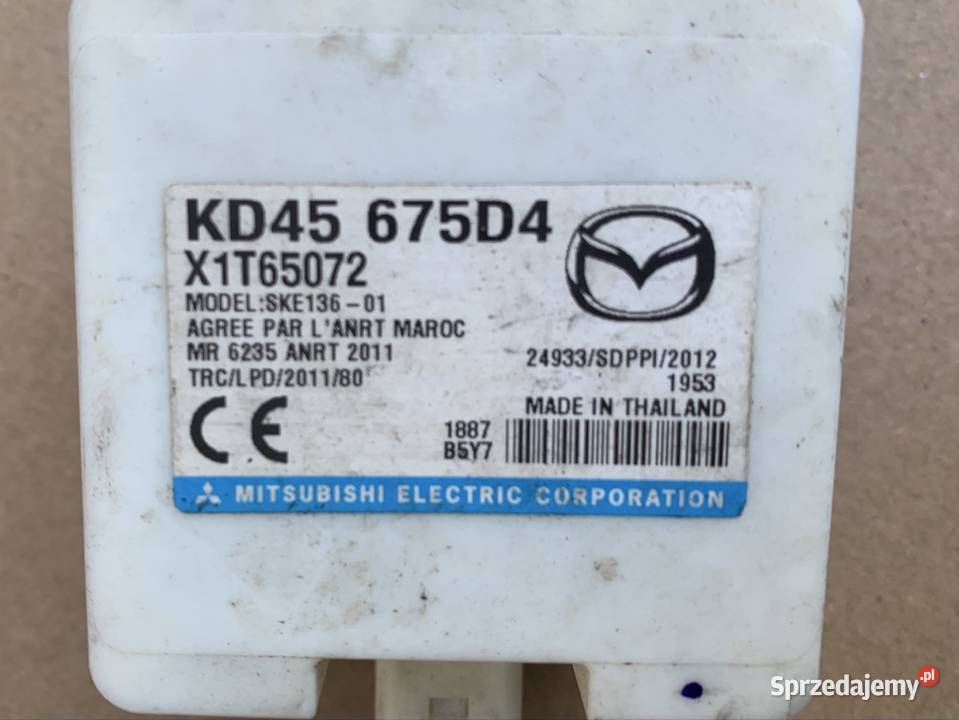 KD45 675D4
X1T65072
MODEL:SKE136-01
AGREE PAR L'ANRT MAROC
MR 6235 ANRT 2011
TRC/LPD/2011/80
24933/SDPPI/2012
1953
MADE IN THAILAND
CE
1887
B5Y7
MITSUBISHI ELECTRIC CORPORATION
Sprzedajemy.pl